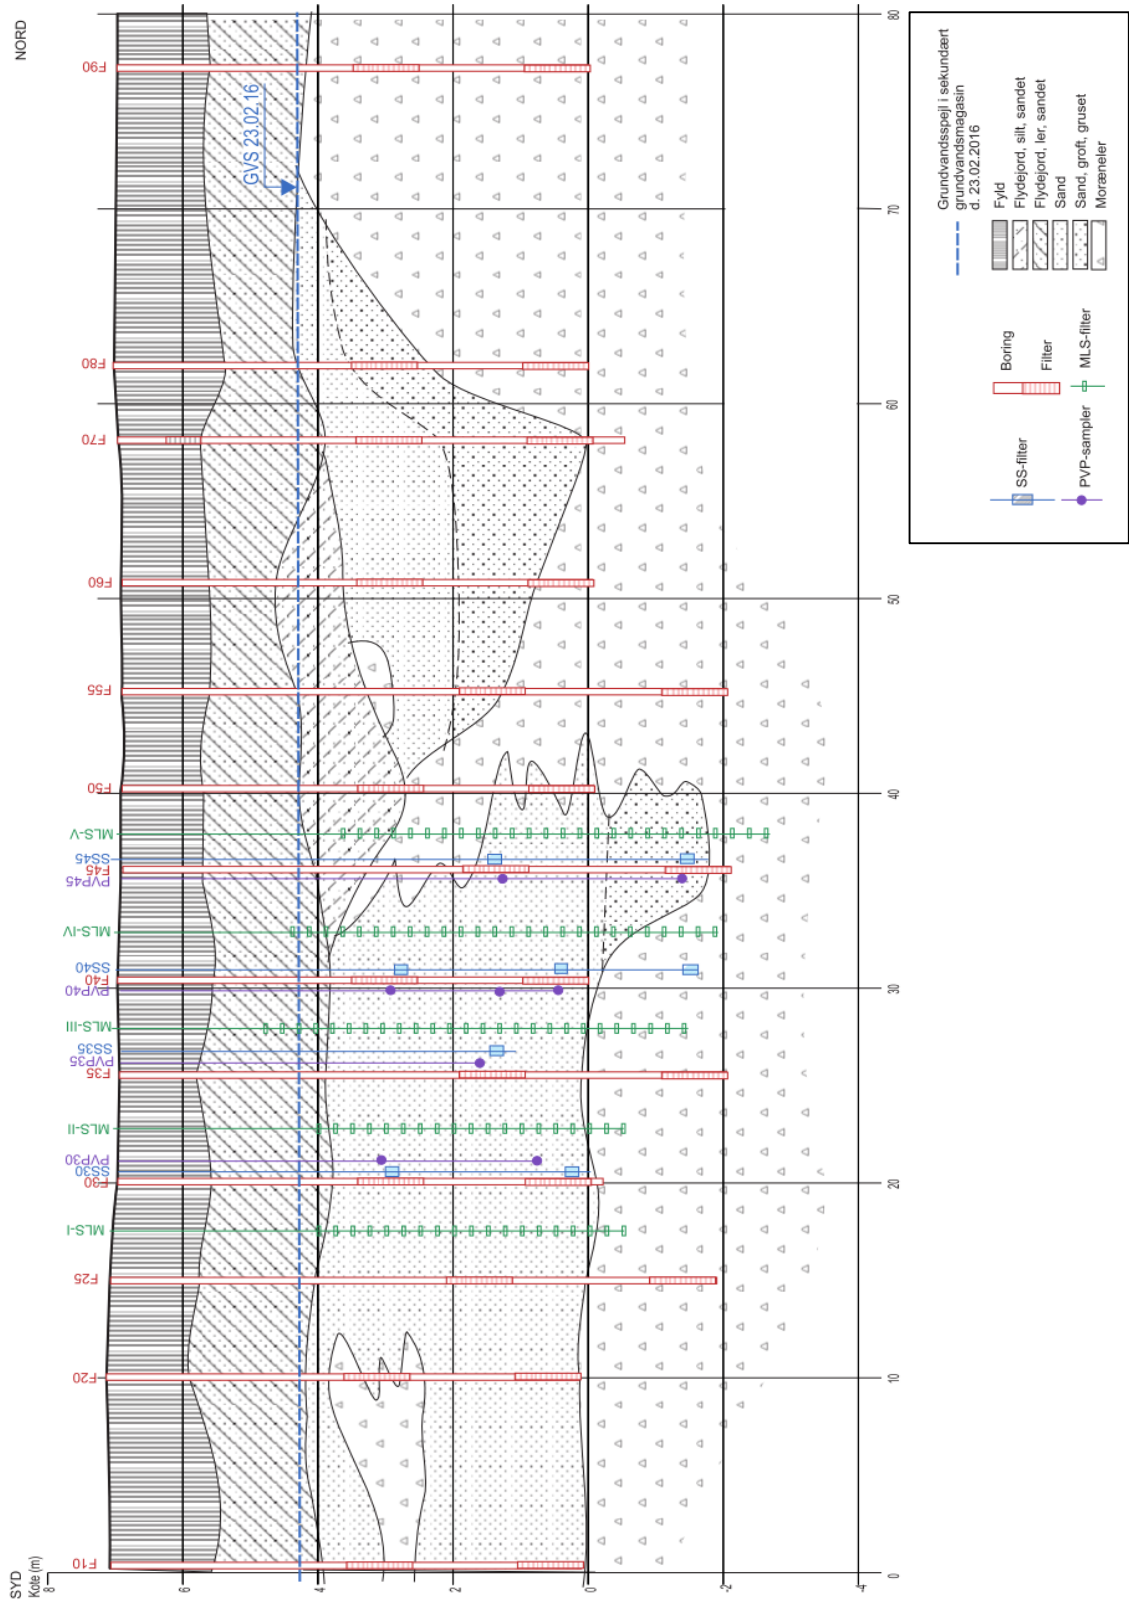 NORD
SYD
Kote (m)
8
6
4
2
0
-2
-4
0
10
20
30
40
50
60
70
80
F10
F20
F25
MLS-I
F30
SS30
PVP30
MLS-II
F35
PVP35
SS35
MLS-III
PVP40
F40
SS40
MLS-IV
PVP45
F45
SS45
MLS-V
F50
F55
F60
F70
F80
F90
GVS 23.02.16
Grundvandsspejl i sekundært
grundvandsmagasin
d. 23.02.2016
Fyld
Flydejord, silt, sandet
Flydejord, ler, sandet
Sand
Sand, groft, gruset
Moræneler
Boring
Filter
MLS-filter
SS-filter
PVP-sampler